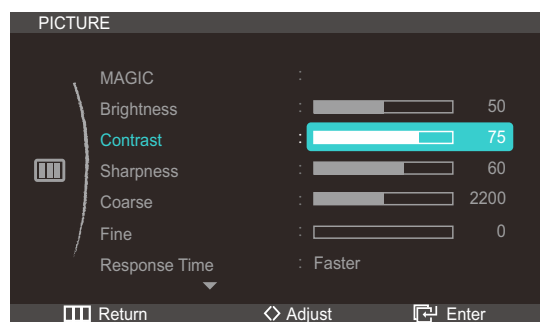 PICTURE
MAGIC :
Brightness : 50
Contrast : 75
Sharpness : 60
Coarse : 2200
Fine : 0
Response Time : Faster
Return Adjust Enter